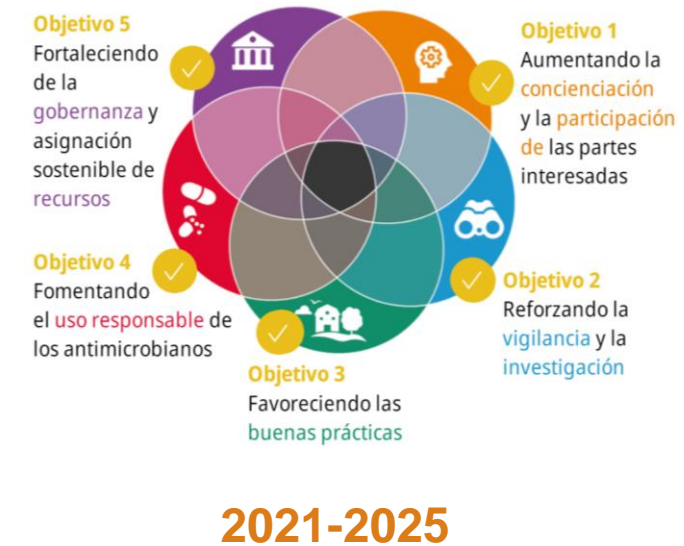 Objetivo 5
Fortaleciendo
de la
gobernanza y
asignación
sostenible de
recursos
Objetivo 1
Aumentando la
concienciación
y la participación
de las partes
interesadas
Objetivo 4
Fomentando
el uso responsable de
los antimicrobianos
Objetivo 2
Reforzando la
vigilancia y la
investigación
Objetivo 3
Favoreciendo las
buenas prácticas
2021-2025